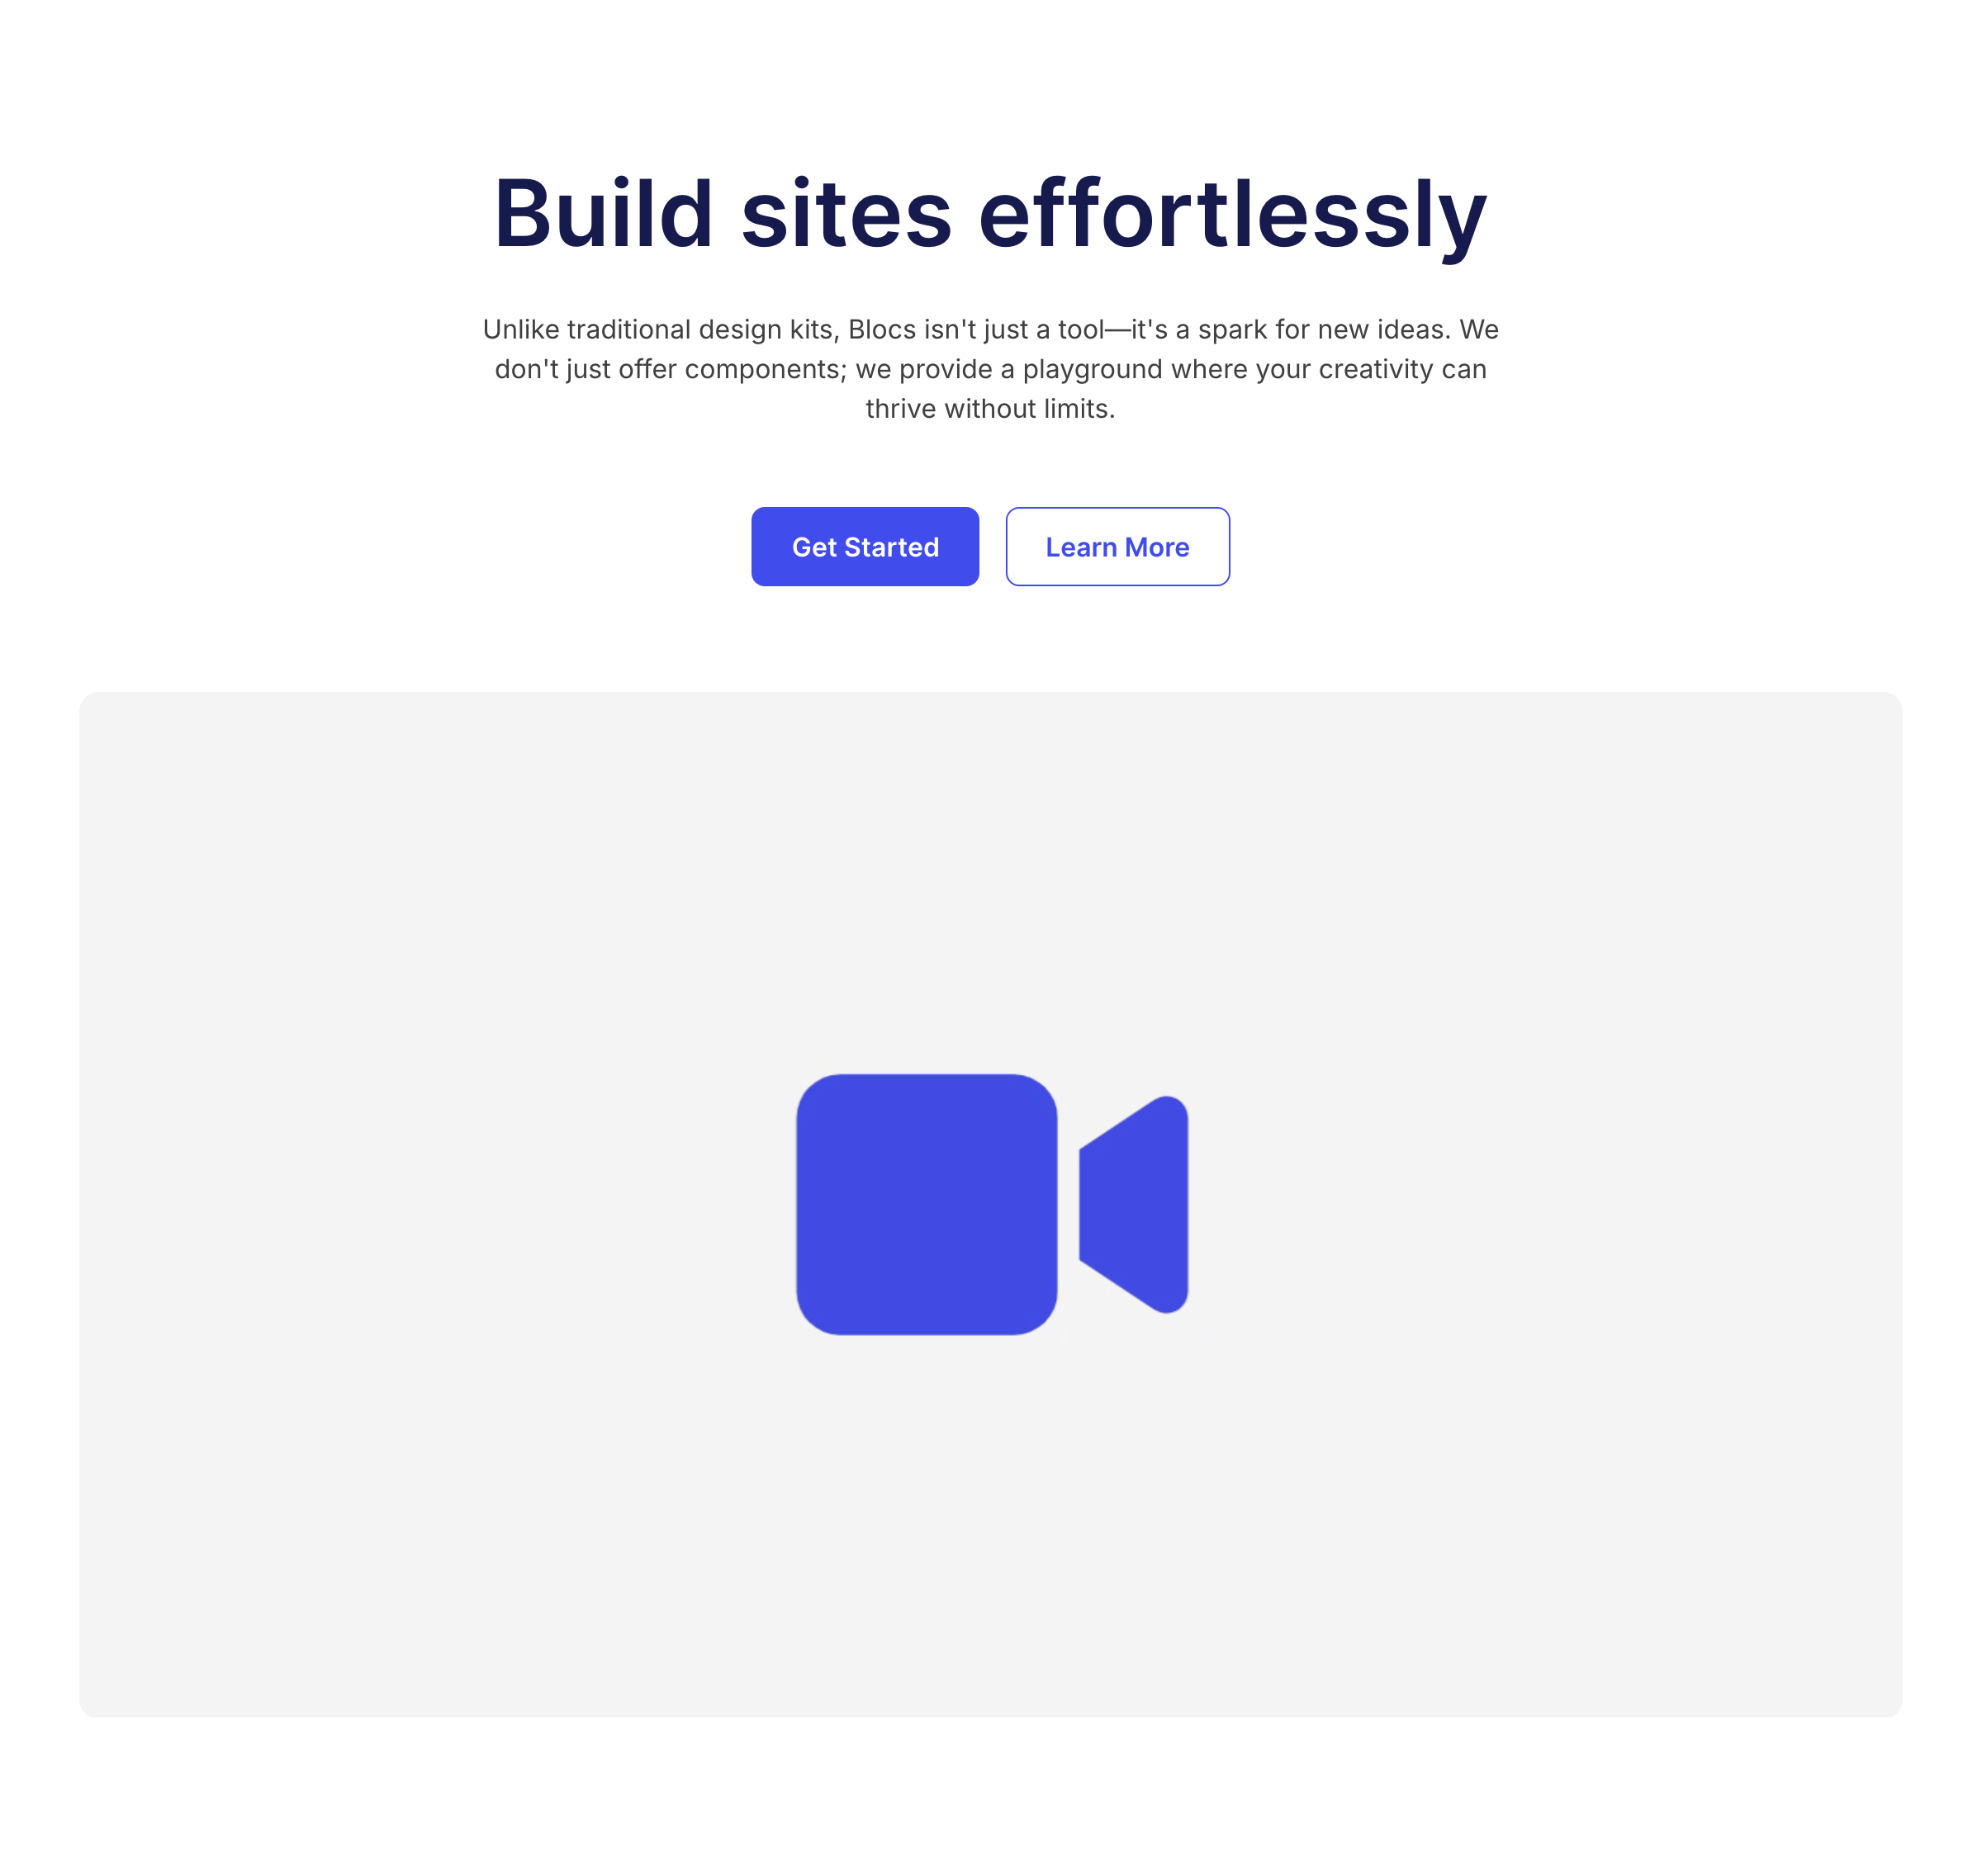 Build sites effortlessly
Unlike traditional design kits, Blocs isn't just a tool—it's a spark for new ideas. We
don't just offer components; we provide a playground where your creativity can
thrive without limits.
Get Started
Learn More